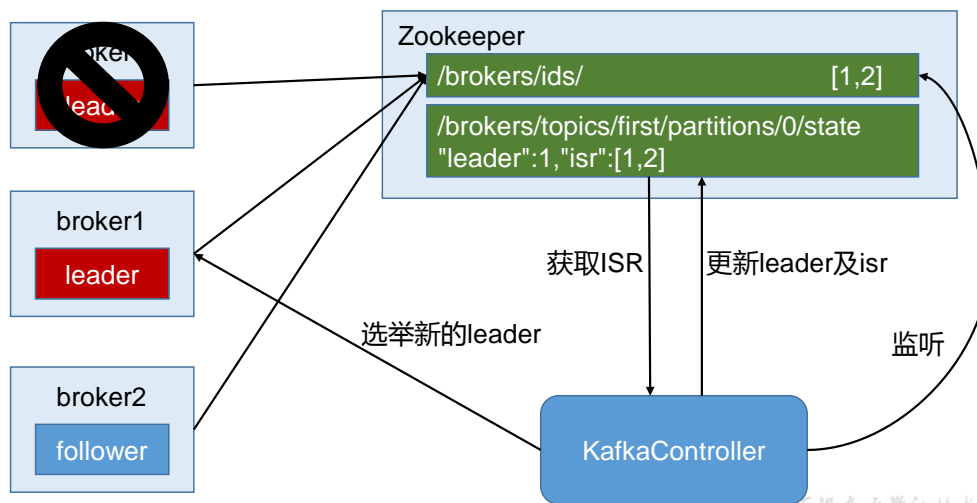 Zookeeper
/brokers/ids/ [1,2]
/brokers/topics/first/partitions/0/state
"leader":1,"isr":[1,2]
broker1
leader
获取ISR
更新leader及isr
选举新的leader
监听
broker2
follower
KafkaController